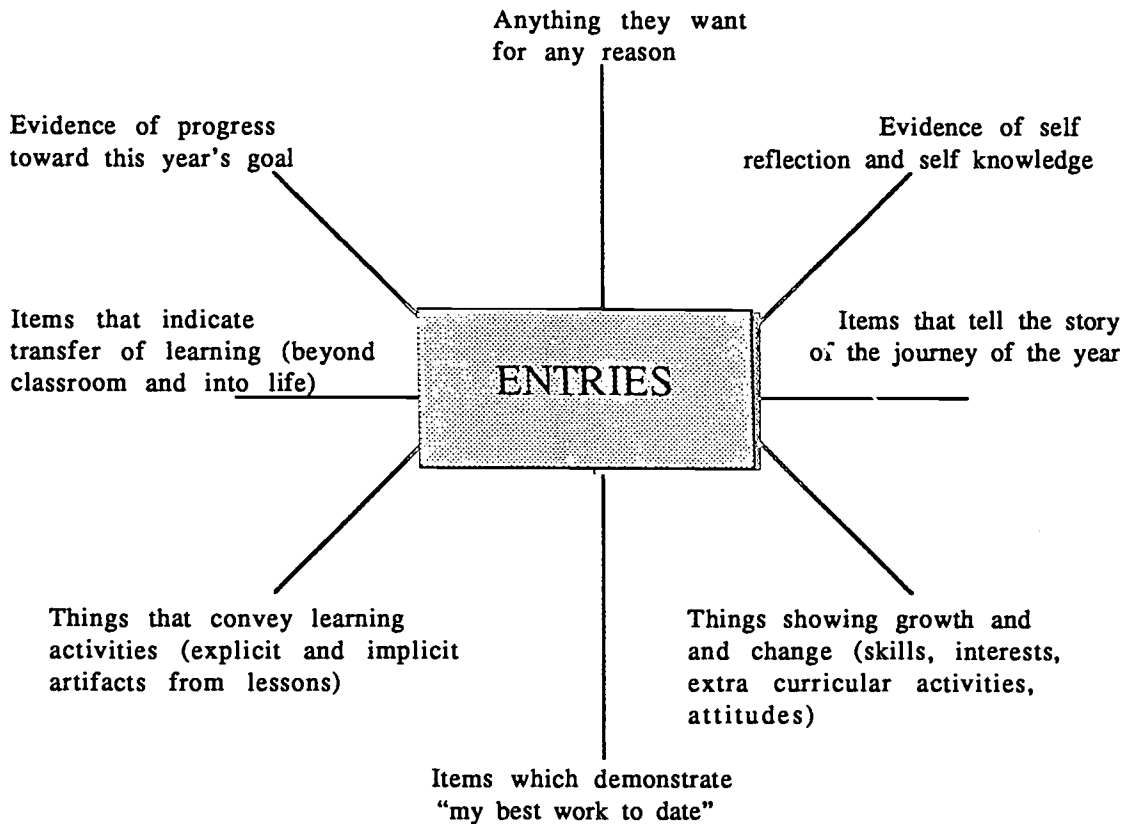 Anything they want
for any reason
Evidence of progress
toward this year's goal
Evidence of self
reflection and self knowledge
Items that indicate
transfer of learning (beyond
classroom and into life)
ENTRIES
Items that tell the story
of the journey of the year
Things that convey learning
activities (explicit and implicit
artifacts from lessons)
Things showing growth and
and change (skills, interests,
extra curricular activities,
attitudes)
Items which demonstrate
“my best work to date”